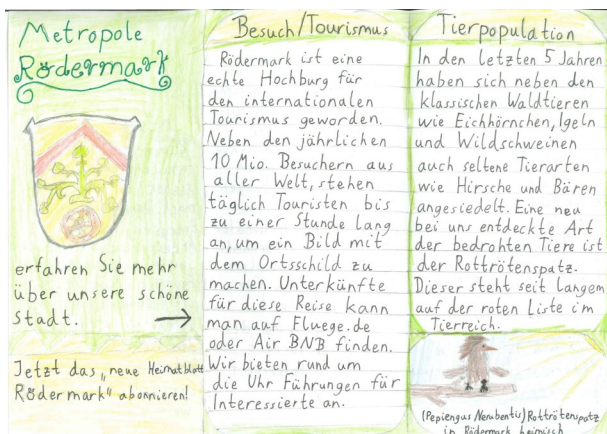 Metropole
Rödermark
erfahren Sie mehr
über unsere schöne
Stadt.
Jetzt das „neue Heimatblatt
Rödermark" abonnieren!
Besuch/Tourismus
Rödermark ist eine
echte Hochburg für
den internationalen
Tourismus geworden.
Neben den jährlichen
10 Mio. Besuchern aus
aller Welt, stehen
täglich Touristen bis
zu einer Stunde lang
an, um ein Bild mit
dem Ortsschild zu
machen. Unterkünfte
für diese Reise kann
man auf Fluege.de
oder Air BNB finden.
Wir bieten rund um
die Uhr Führungen für
Interessierte an.
Tierpopulation
In den Letzten 5 Jahren
haben sich neben den
klassischen Waldtieren
wie Eichhörnchen, Igeln
und Wildschweinen
auch seltene Tierarten
wie Hirsche und Bären
angesiedelt. Eine neu
bei uns entdeckte Art
der bedrohten Tiere ist
der Rottrötenspatz.
Dieser steht seit langem
auf der roten Liste im
Tierreich.
Rottrötenspatz
in Rödermark heimisch